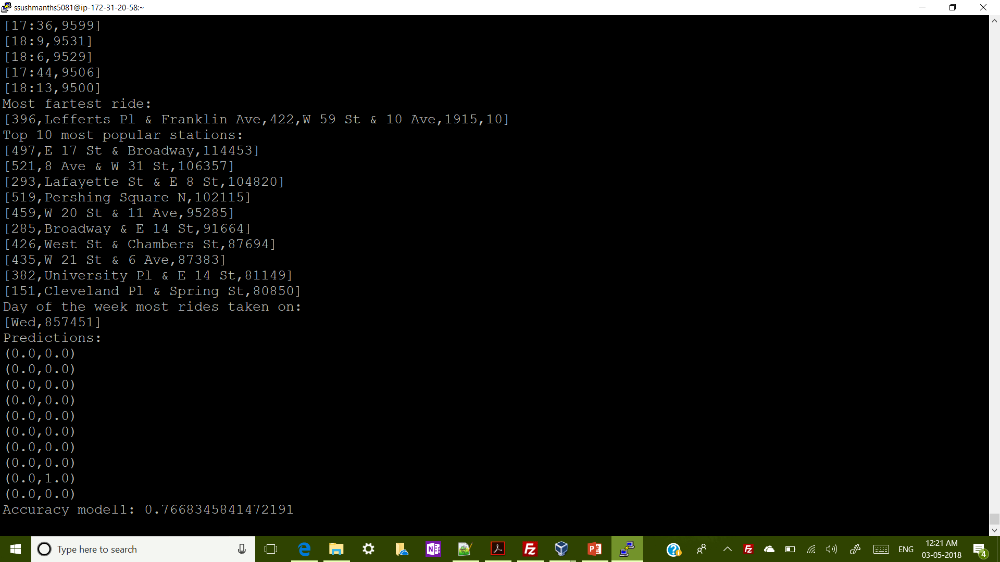 ssushmanths5081@ip-172-31-20-58:~
[17:36,9599]
[18:9,9531]
[18:6,9529]
[17:44,9506]
[18:13,9500]
Most fartest ride:
[396,Lefferts Pl & Franklin Ave,422,W 59 St & 10 Ave,1915,10]
Top 10 most popular stations:
[497,E 17 St & Broadway,114453]
[521,8 Ave & W 31 St,106357]
[293,Lafayette St & E 8 St,104820]
[519,Pershing Square N,102115]
[459,W 20 St & 11 Ave,95285]
[285,Broadway & E 14 St,91664]
[426,West St & Chambers St,87694]
[435,W 21 St & 6 Ave,87383]
[382,University Pl & E 14 St,81149]
[151,Cleveland Pl & Spring St,80850]
Day of the week most rides taken on:
[Wed,857451]
Predictions:
(0.0,0.0)
(0.0,0.0)
(0.0,0.0)
(0.0,0.0)
(0.0,0.0)
(0.0,0.0)
(0.0,0.0)
(0.0,0.0)
(0.0,1.0)
(0.0,0.0)
Accuracy model1: 0.7668345841472191
Type here to search
ENG
12:21 AM
03-05-2018
4